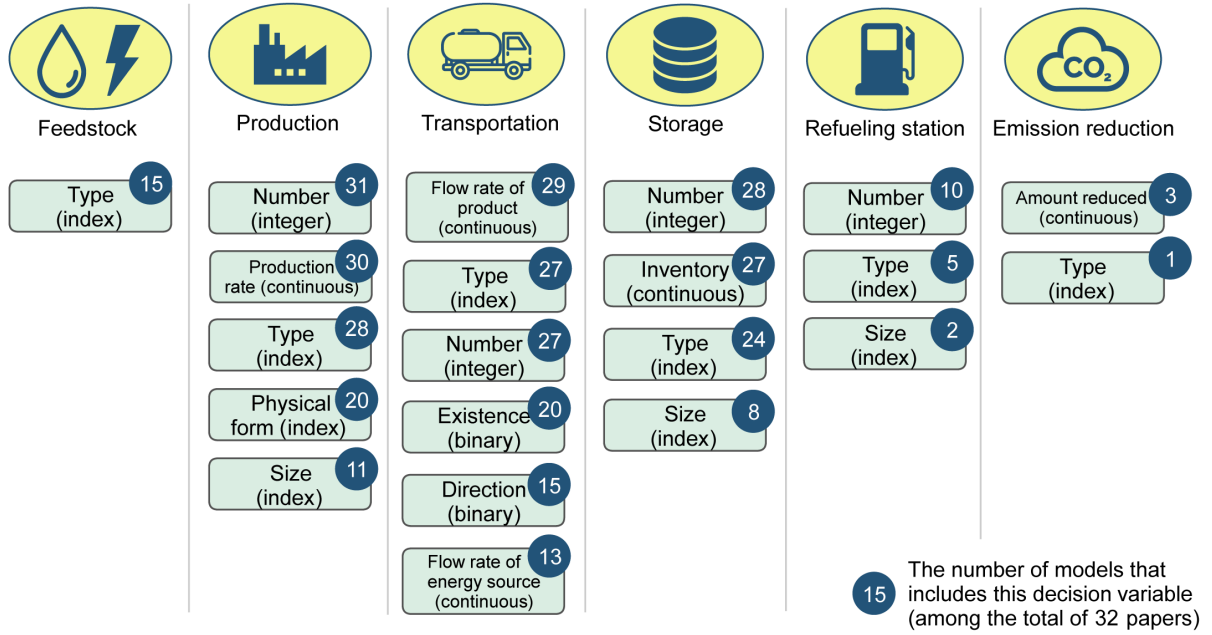 CO₂
Feedstock
Production
Transportation
Storage
Refueling station
Emission reduction
Type
(index)
15
Number
(integer)
31
Production
rate (continuous)
30
Type
(index)
28
Physical
form (index)
20
Size
(index)
11
Flow rate of
product
(continuous)
29
Type
(index)
27
Number
(integer)
27
Existence
(binary)
20
Direction
(binary)
15
Flow rate of
energy source
(continuous)
13
Number
(integer)
28
Inventory
(continuous)
27
Type
(index)
24
Size
(index)
8
Number
(integer)
10
Type
(index)
5
Size
(index)
2
Amount reduced
(continuous)
3
Type
(index)
1
15
The number of models that
includes this decision variable
(among the total of 32 papers)